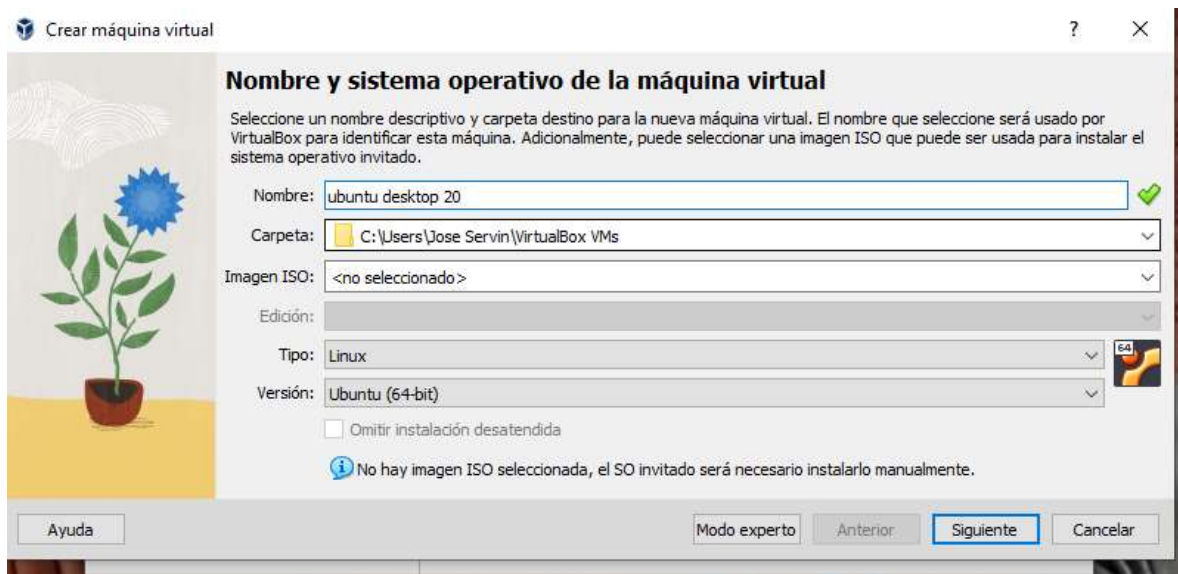 Crear máquina virtual
?
Nombre y sistema operativo de la máquina virtual
Seleccione un nombre descriptivo y carpeta destino para la nueva máquina virtual. El nombre que seleccione será usado por
VirtualBox para identificar esta máquina. Adicionalmente, puede seleccionar una imagen ISO que puede ser usada para instalar el
sistema operativo invitado.
Nombre: ubuntu desktop 20
Carpeta: C:\Users\Jose Servin\VirtualBox VMs
Imagen ISO: <no seleccionado>
Edición:
Tipo: Linux
64
Versión: Ubuntu (64-bit)
Omitir instalación desatendida
No hay imagen ISO seleccionada, el SO invitado será necesario instalarlo manualmente.
Ayuda Modo experto Anterior Siguiente Cancelar